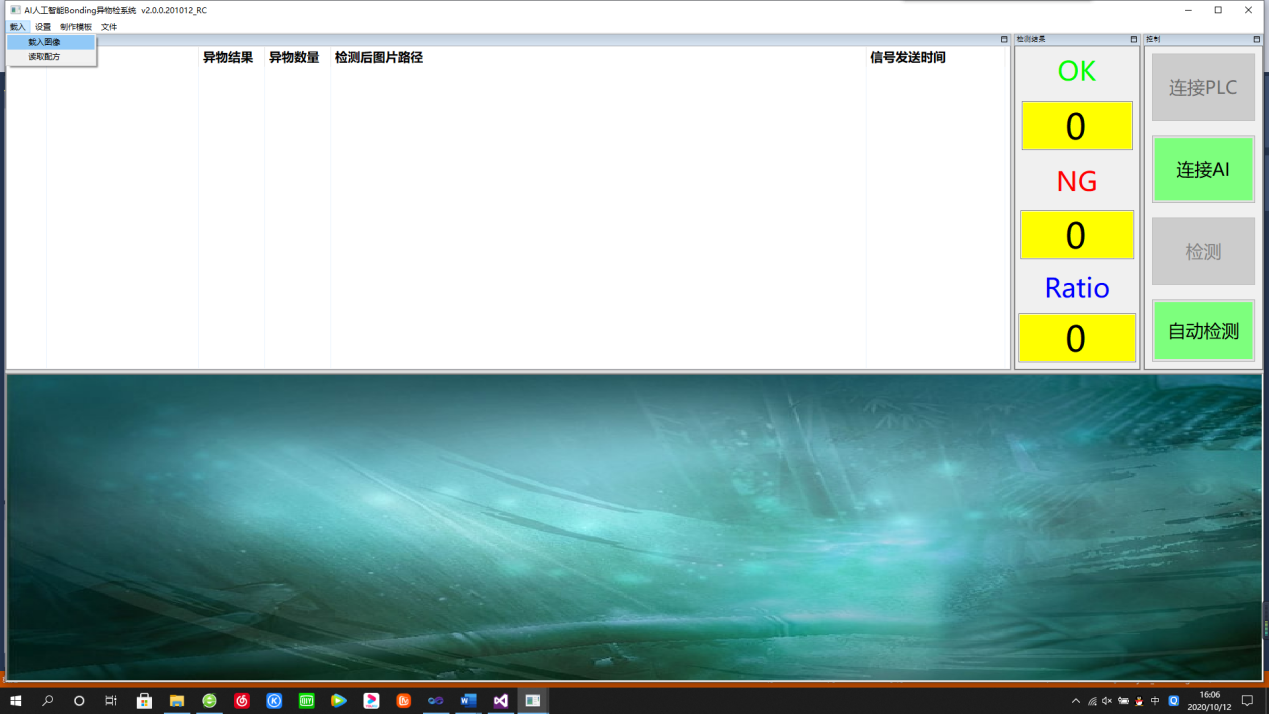 AI人工智能Bonding异物检系统 v2.0.0.201012_RC
载入 设置 制作模板 文件
载入图像
读取配方
异物结果 异物数量 检测后图片路径 信号发送时间
检测结果
OK
0
NG
0
Ratio
0
控制
连接PLC
连接AI
检测
自动检测
中
16:06
2020/10/12